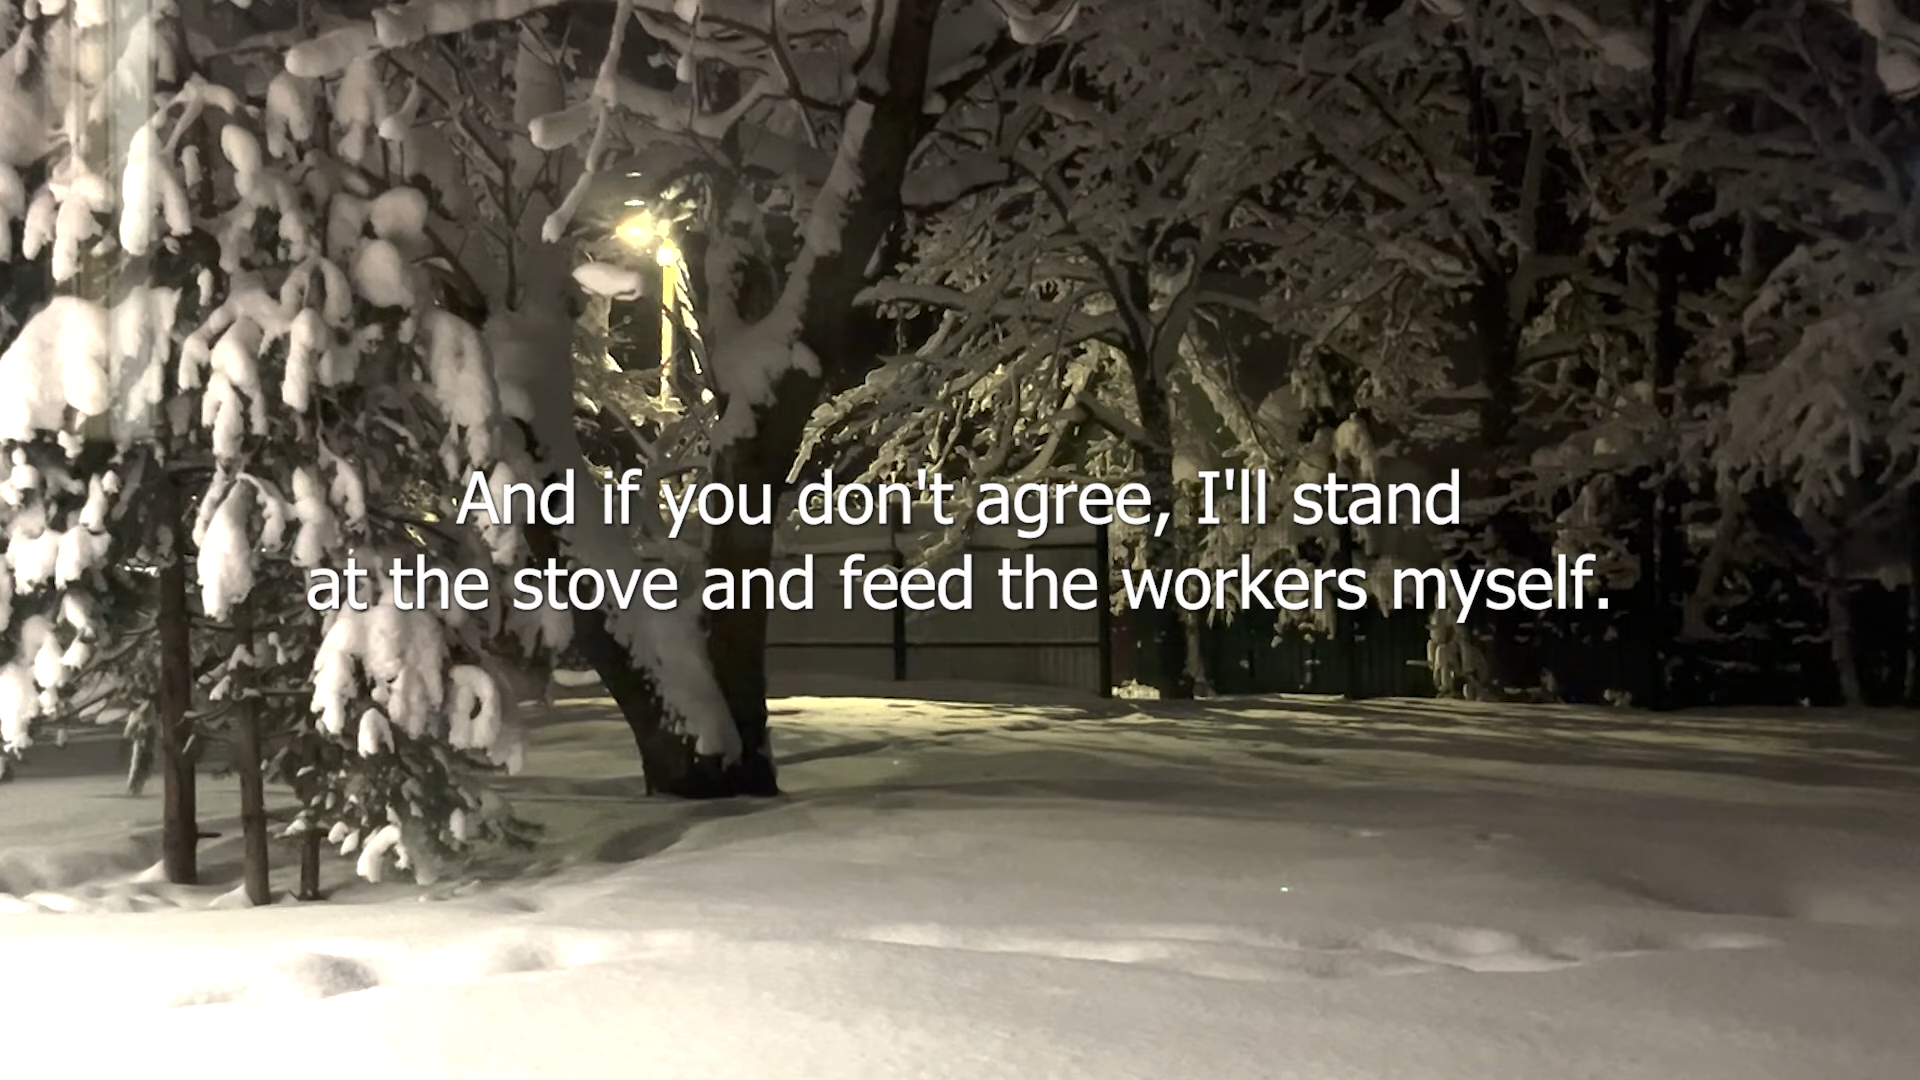 And if you don't agree, I'll stand
at the stove and feed the workers myself.